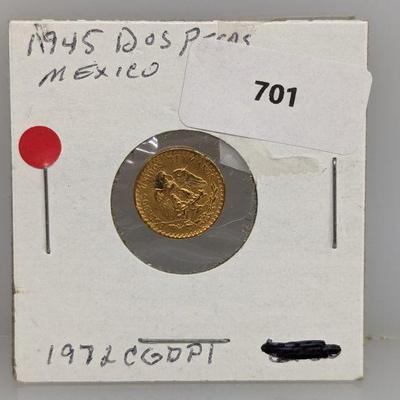 1945 DOS Pesos
MEXICO
701
1972 CGDPT